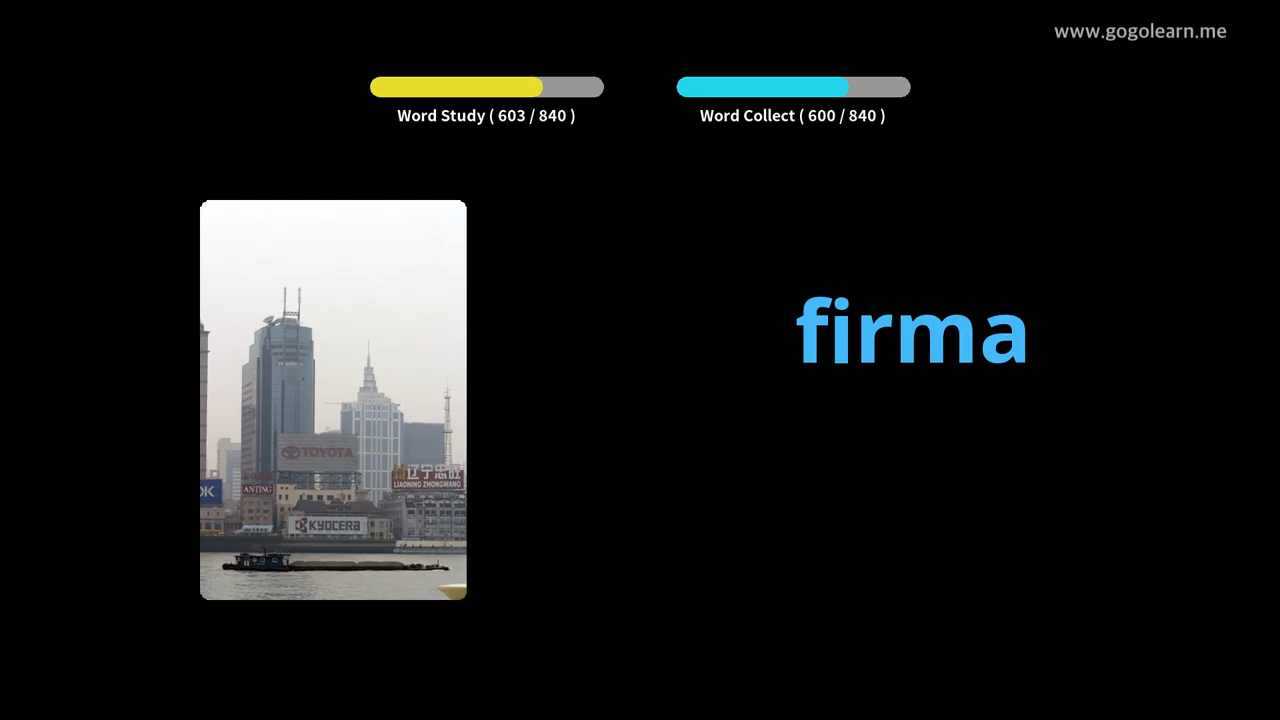 www.gogolearn.me
Word Study ( 603 / 840 )
Word Collect ( 600 / 840 )
firma
TOYOTA
辽宁忠旺
LIAONING ZHONGWANG
OK
ANTING
KYOCERA